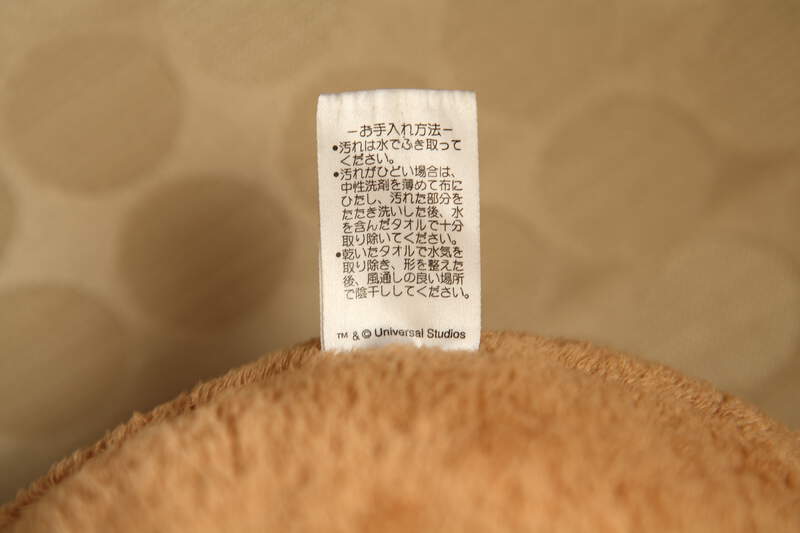 −お手入れ方法−
●汚れは水でふき取って
ください。
●汚れがひどい場合は、
中性洗剤を薄めて布に
ひたし、汚れた部分を
たたき洗いした後、水
を含んだタオルで十分
取り除いてください。
●乾いたタオルで水気を
取り除き、形を整えた
後、風通しの良い場所
で陰干ししてください。
™ & © Universal Studios